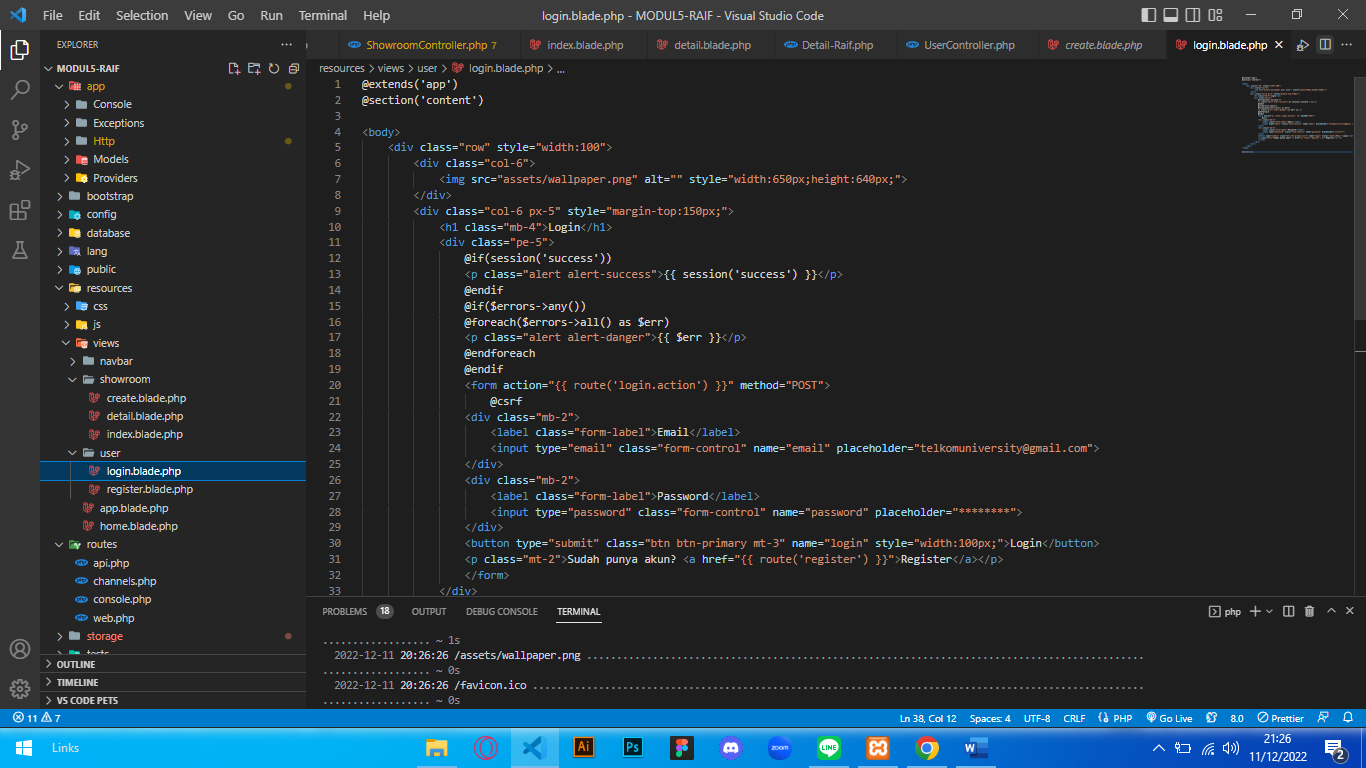 File Edit Selection View Go Run Terminal Help
login.blade.php - MODUL5-RAIF - Visual Studio Code
EXPLORER
ShowroomController.php 7
index.blade.php
detail.blade.php
Detail-Raif.php
UserController.php
create.blade.php
login.blade.php
MODUL5-RAIF
app
Console
Exceptions
Http
Models
Providers
bootstrap
config
database
lang
public
resources
css
js
views
navbar
showroom
create.blade.php
detail.blade.php
index.blade.php
user
login.blade.php
register.blade.php
app.blade.php
home.blade.php
routes
api.php
channels.php
console.php
web.php
storage
tests
OUTLINE
TIMELINE
VS CODE PETS
resources > views > user > login.blade.php > ...
1 @extends('app')
2 @section('content')
3
4 <body>
5 <div class="row" style="width:100">
6 <div class="col-6">
7 <img src="assets/wallpaper.png" alt="" style="width:650px;height:640px;">
8 </div>
9 <div class="col-6 px-5" style="margin-top:150px;">
10 <h1 class="mb-4">Login</h1>
11 <div class="pe-5">
12 @if(session('success'))
13 <p class="alert alert-success">{{ session('success') }}</p>
14 @endif
15 @if($errors->any())
16 @foreach($errors->all() as $err)
17 <p class="alert alert-danger">{{ $err }}</p>
18 @endforeach
19 @endif
20 <form action="{{ route('login.action') }}" method="POST">
21 @csrf
22 <div class="mb-2">
23 <label class="form-label">Email</label>
24 <input type="email" class="form-control" name="email" placeholder="telkomuniversity@gmail.com">
25 </div>
26 <div class="mb-2">
27 <label class="form-label">Password</label>
28 <input type="password" class="form-control" name="password" placeholder="********">
29 </div>
30 <button type="submit" class="btn btn-primary mt-3" name="login" style="width:100px;">Login</button>
31 <p class="mt-2">Sudah punya akun? <a href="{{ route('register') }}">Register</a></p>
32 </form>
33 </div>
PROBLEMS 18 OUTPUT DEBUG CONSOLE TERMINAL
php
.................. ~ 1s
2022-12-11 20:26:26 /assets/wallpaper.png ..............................................................................................
.................. ~ 0s
2022-12-11 20:26:26 /favicon.ico .......................................................................................................
.................. ~ 0s
11 7
Ln 38, Col 12 Spaces: 4 UTF-8 CRLF PHP Go Live 8.0 Prettier
Links
Ai
Ps
zoom
LINE
W
21:26
11/12/2022
2